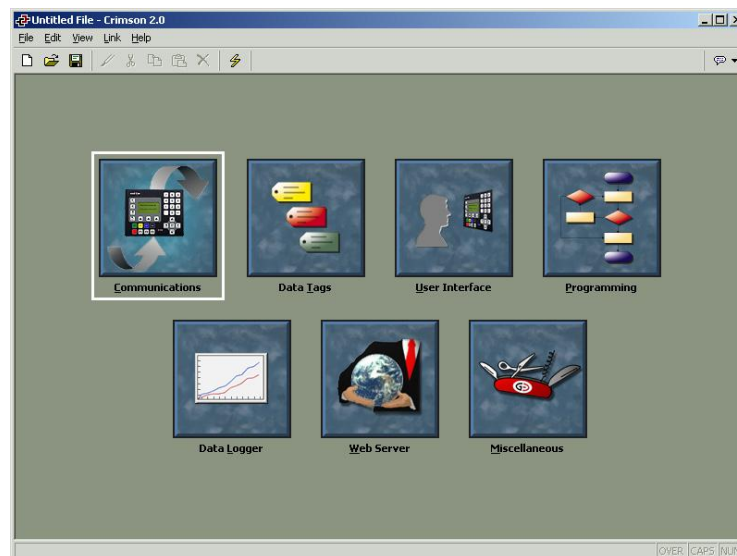 Untitled File - Crimson 2.0
File Edit View Link Help
Communications Data Tags User Interface Programming
Data Logger Web Server Miscellaneous
OVER CAPS NUM